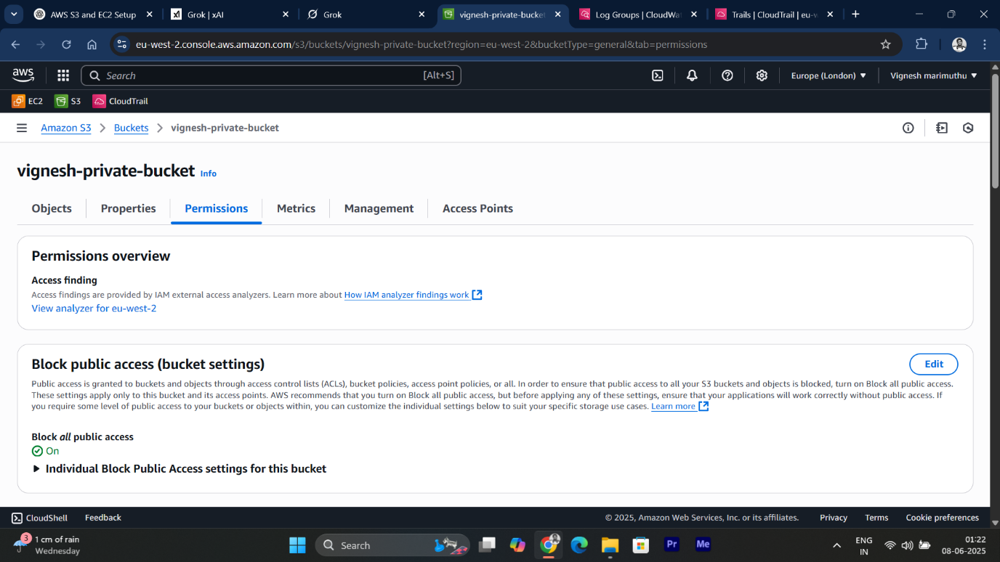 AWS S3 and EC2 Setup
Grok | xAI
Grok
vignesh-private-bucket
Log Groups | CloudWat
Trails | CloudTrail | eu-w
eu-west-2.console.aws.amazon.com/s3/buckets/vignesh-private-bucket?region=eu-west-2&bucketType=general&tab=permissions
aws
Search [Alt+S]
Europe (London)
Vignesh marimuthu
EC2
S3
CloudTrail
Amazon S3
Buckets
vignesh-private-bucket
vignesh-private-bucket Info
Objects
Properties
Permissions
Metrics
Management
Access Points
Permissions overview
Access finding
Access findings are provided by IAM external access analyzers. Learn more about How IAM analyzer findings work
View analyzer for eu-west-2
Block public access (bucket settings)
Edit
Public access is granted to buckets and objects through access control lists (ACLs), bucket policies, access point policies, or all. In order to ensure that public access to all your S3 buckets and objects is blocked, turn on Block all public access.
These settings apply only to this bucket and its access points. AWS recommends that you turn on Block all public access, but before applying any of these settings, ensure that your applications will work correctly without public access. If
you require some level of public access to your buckets or objects within, you can customize the individual settings below to suit your specific storage use cases. Learn more
Block all public access
On
Individual Block Public Access settings for this bucket
CloudShell
Feedback
© 2025, Amazon Web Services, Inc. or its affiliates.
Privacy
Terms
Cookie preferences
3
1 cm of rain
Wednesday
Search
Pr
Me
ENG
IN
01:22
08-06-2025